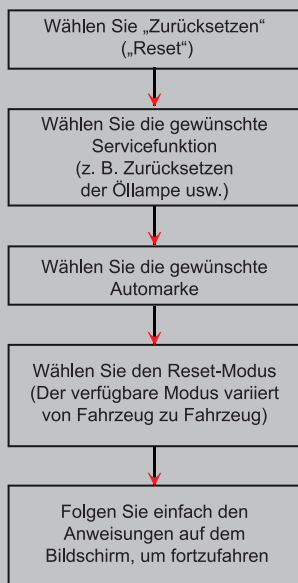 Wählen Sie „Zurücksetzen“
(„Reset“)
Wählen Sie die gewünschte
Servicefunktion
(z. B. Zurücksetzen
der Öllampe usw.)
Wählen Sie die gewünschte
Automarke
Wählen Sie den Reset-Modus
(Der verfügbare Modus variiert
von Fahrzeug zu Fahrzeug)
Folgen Sie einfach den
Anweisungen auf dem
Bildschirm, um fortzufahren